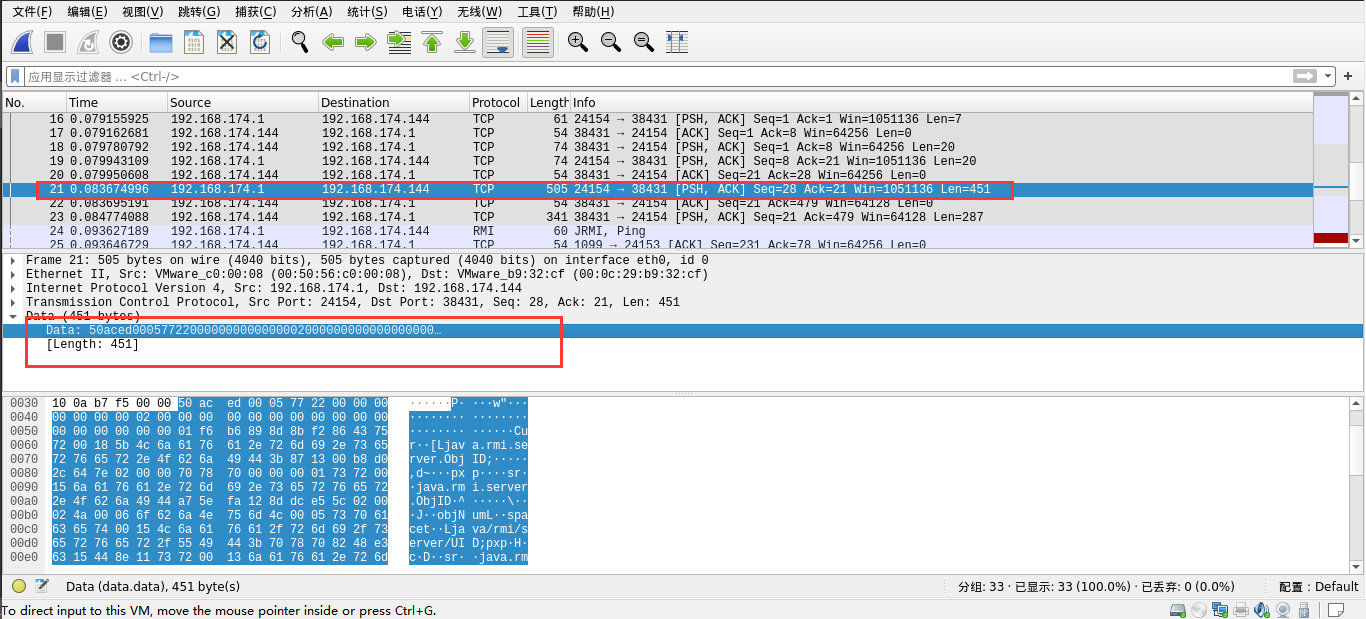 文件(F) 编辑(E) 视图(V) 跳转(G) 捕获(C) 分析(A) 统计(S) 电话(Y) 无线(W) 工具(T) 帮助(H)
应用显示过滤器 … <Ctrl-/>
No. Time Source Destination Protocol Length Info
16 0.079155925 192.168.174.1 192.168.174.144 TCP 61 24154 → 38431 [PSH, ACK] Seq=1 Ack=1 Win=1051136 Len=7
17 0.079162681 192.168.174.144 192.168.174.1 TCP 54 38431 → 24154 [ACK] Seq=1 Ack=8 Win=64256 Len=0
18 0.079780792 192.168.174.144 192.168.174.1 TCP 74 38431 → 24154 [PSH, ACK] Seq=1 Ack=8 Win=64256 Len=20
19 0.079943109 192.168.174.1 192.168.174.144 TCP 74 24154 → 38431 [PSH, ACK] Seq=8 Ack=21 Win=1051136 Len=20
20 0.079950608 192.168.174.144 192.168.174.1 TCP 54 38431 → 24154 [ACK] Seq=21 Ack=28 Win=64256 Len=0
21 0.083674996 192.168.174.1 192.168.174.144 TCP 505 24154 → 38431 [PSH, ACK] Seq=28 Ack=21 Win=1051136 Len=451
22 0.083695191 192.168.174.144 192.168.174.1 TCP 54 38431 → 24154 [ACK] Seq=21 Ack=479 Win=64128 Len=0
23 0.084774088 192.168.174.144 192.168.174.1 TCP 341 38431 → 24154 [PSH, ACK] Seq=21 Ack=479 Win=64128 Len=287
24 0.093627189 192.168.174.1 192.168.174.144 RMI 60 JRMI, Ping
25 0.093646729 192.168.174.144 192.168.174.1 TCP 54 1099 → 24153 [ACK] Seq=231 Ack=78 Win=64256 Len=0
Frame 21: 505 bytes on wire (4040 bits), 505 bytes captured (4040 bits) on interface eth0, id 0
Ethernet II, Src: VMware_c0:00:08 (00:50:56:c0:00:08), Dst: VMware_b9:32:cf (00:0c:29:b9:32:cf)
Internet Protocol Version 4, Src: 192.168.174.1, Dst: 192.168.174.144
Transmission Control Protocol, Src Port: 24154, Dst Port: 38431, Seq: 28, Ack: 21, Len: 451
Data (451 bytes)
Data: 50aced00057722000000000000000200000000000000000000…
[Length: 451]
0030 10 0a b7 f5 00 00 50 ac ed 00 05 77 22 00 00 00 ······P· ···w"···
0040 00 00 00 00 02 00 00 00 00 00 00 00 00 00 00 00 ········ ········
0050 00 00 00 00 00 01 f6 b6 89 8d 8b f2 86 43 75 ········ ······Cu
0060 72 00 18 5b 4c 6a 61 76 61 2e 72 6d 69 2e 73 65 r··[Ljav a.rmi.se
0070 72 76 65 72 2e 4f 62 6a 49 44 3b 87 13 00 b8 d0 rver.Obj ID;·····
0080 2c 64 7e 02 00 00 70 78 70 00 00 00 01 73 72 00 ,d~···px p····sr·
0090 15 6a 61 76 61 2e 72 6d 69 2e 73 65 72 76 65 72 ·java.rm i.server
00a0 2e 4f 62 6a 49 44 a7 5e fa 12 8d dc e5 5c 02 00 .ObjID·^ ·····\··
00b0 02 4a 00 06 6f 62 6a 4e 75 6d 4c 00 05 73 70 61 ·J··objN umL··spa
00c0 63 65 74 00 15 4c 6a 61 76 61 2f 72 6d 69 2f 73 cet··Lja va/rmi/s
00d0 65 72 76 65 72 2f 55 49 44 3b 70 78 70 82 48 e3 erver/UI D;pxp·H·
00e0 63 15 44 8e 11 73 72 00 13 6a 61 76 61 2e 72 6d c·D··sr· ·java.rm
Data (data.data), 451 byte(s) 分组: 33 · 已显示: 33 (100.0%) · 已丢弃: 0 (0.0%) 配置：Default
To direct input to this VM, move the mouse pointer inside or press Ctrl+G.